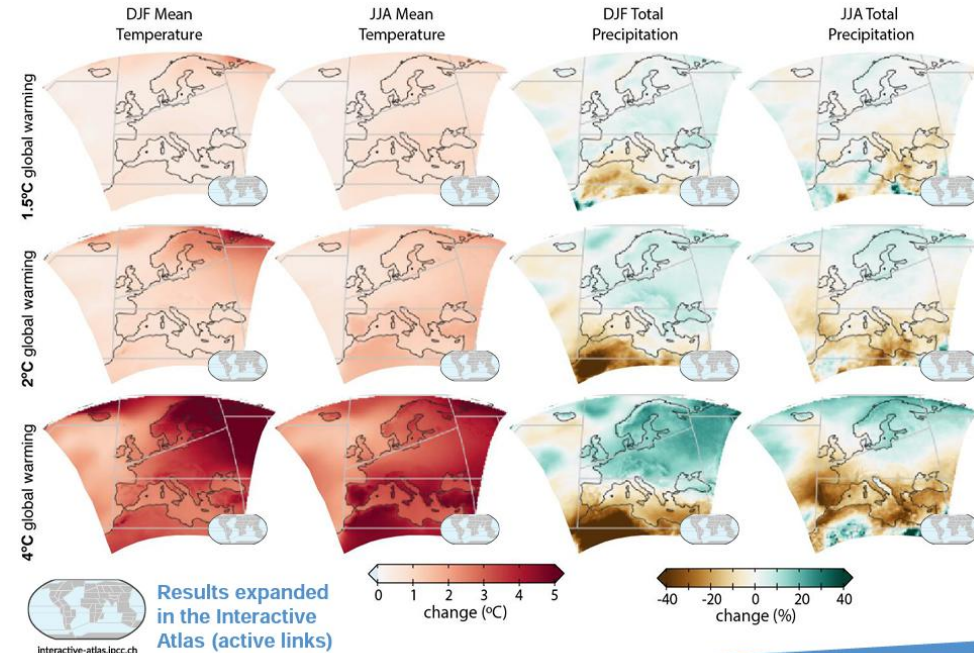 DJF Mean
Temperature
JJA Mean
Temperature
DJF Total
Precipitation
JJA Total
Precipitation
1.5ºC global warming
2ºC global warming
4ºC global warming
0 1 2 3 4 5
change (ºC)
-40 -20 0 20 40
change (%)
Results expanded
in the Interactive
Atlas (active links)
interactive-atlas.ipcc.ch